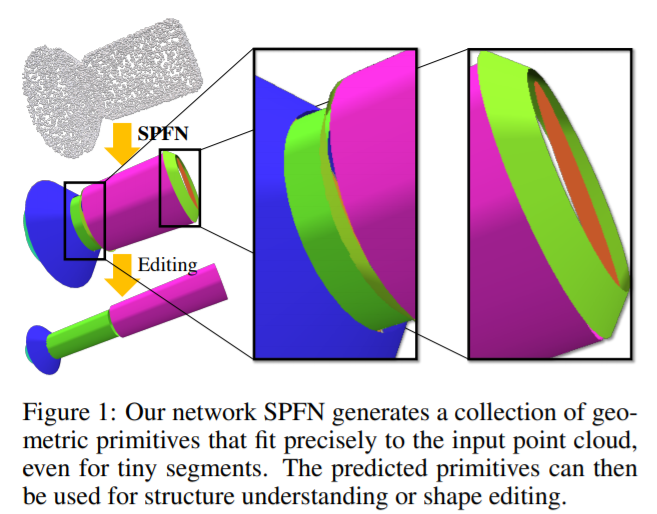 SPFN
Editing
Figure 1: Our network SPFN generates a collection of geo-
metric primitives that fit precisely to the input point cloud,
even for tiny segments. The predicted primitives can then
be used for structure understanding or shape editing.